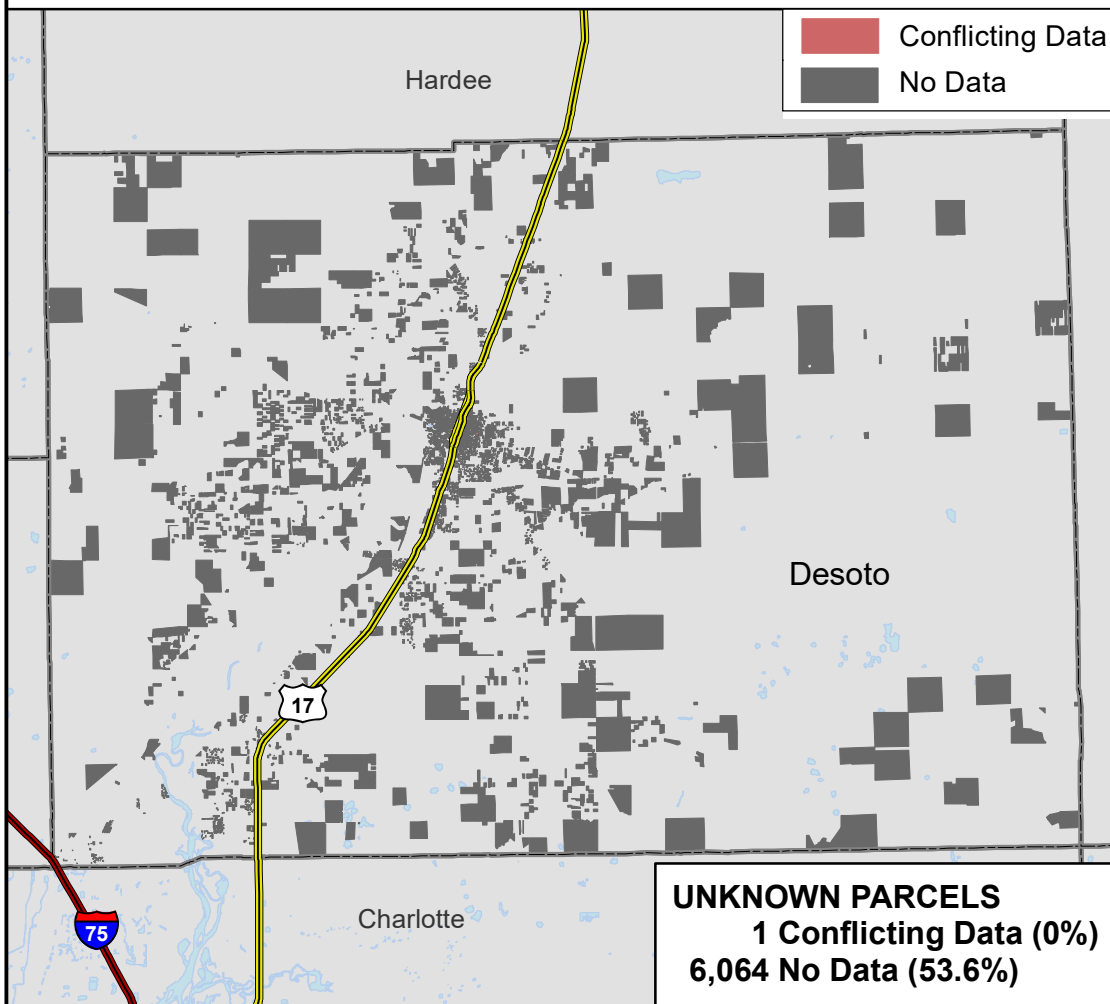 Conflicting Data
No Data
Hardee
Desoto
17
Charlotte
75
UNKNOWN PARCELS
1 Conflicting Data (0%)
6,064 No Data (53.6%)